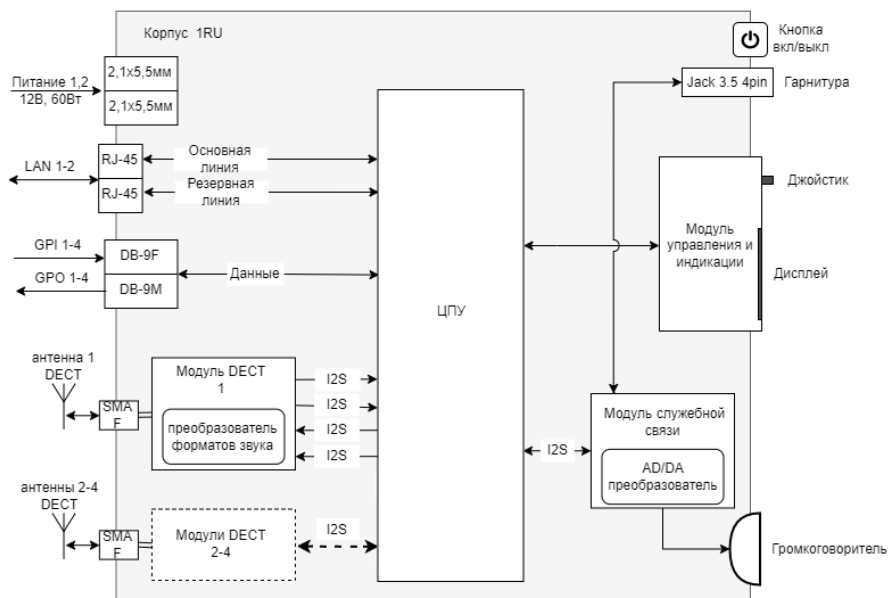 Корпус 1RU
Кнопка
вкл/выкл
Питание 1,2
12В, 60Вт
2,1x5,5мм
2,1x5,5мм
Jack 3.5 4pin
Гарнитура
LAN 1-2
RJ-45
RJ-45
Основная
линия
Резервная
линия
Джойстик
Модуль
управления и
индикации
Дисплей
GPI 1-4
GPO 1-4
DB-9F
DB-9M
Данные
ЦПУ
антенна 1
DECT
SMA
F
Модуль DECT
1
преобразователь
форматов звука
I2S
I2S
I2S
I2S
Модуль служебной
связи
AD/DA
преобразователь
I2S
антенны 2-4
DECT
SMA
F
Модули DECT
2-4
I2S
Громкоговоритель